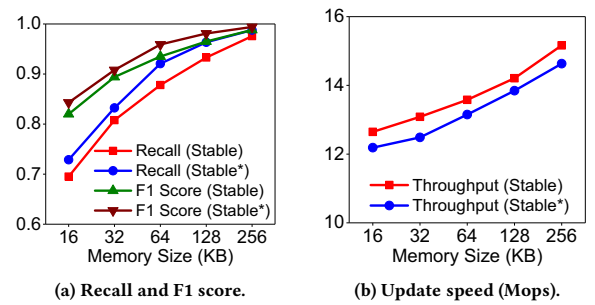 1.0
0.9
0.8
0.7
0.6
Recall (Stable)
Recall (Stable*)
F1 Score (Stable)
F1 Score (Stable*)
16 32 64 128 256
Memory Size (KB)
(a) Recall and F1 score.
16
14
12
10
Throughput (Stable)
Throughput (Stable*)
16 32 64 128 256
Memory Size (KB)
(b) Update speed (Mops).